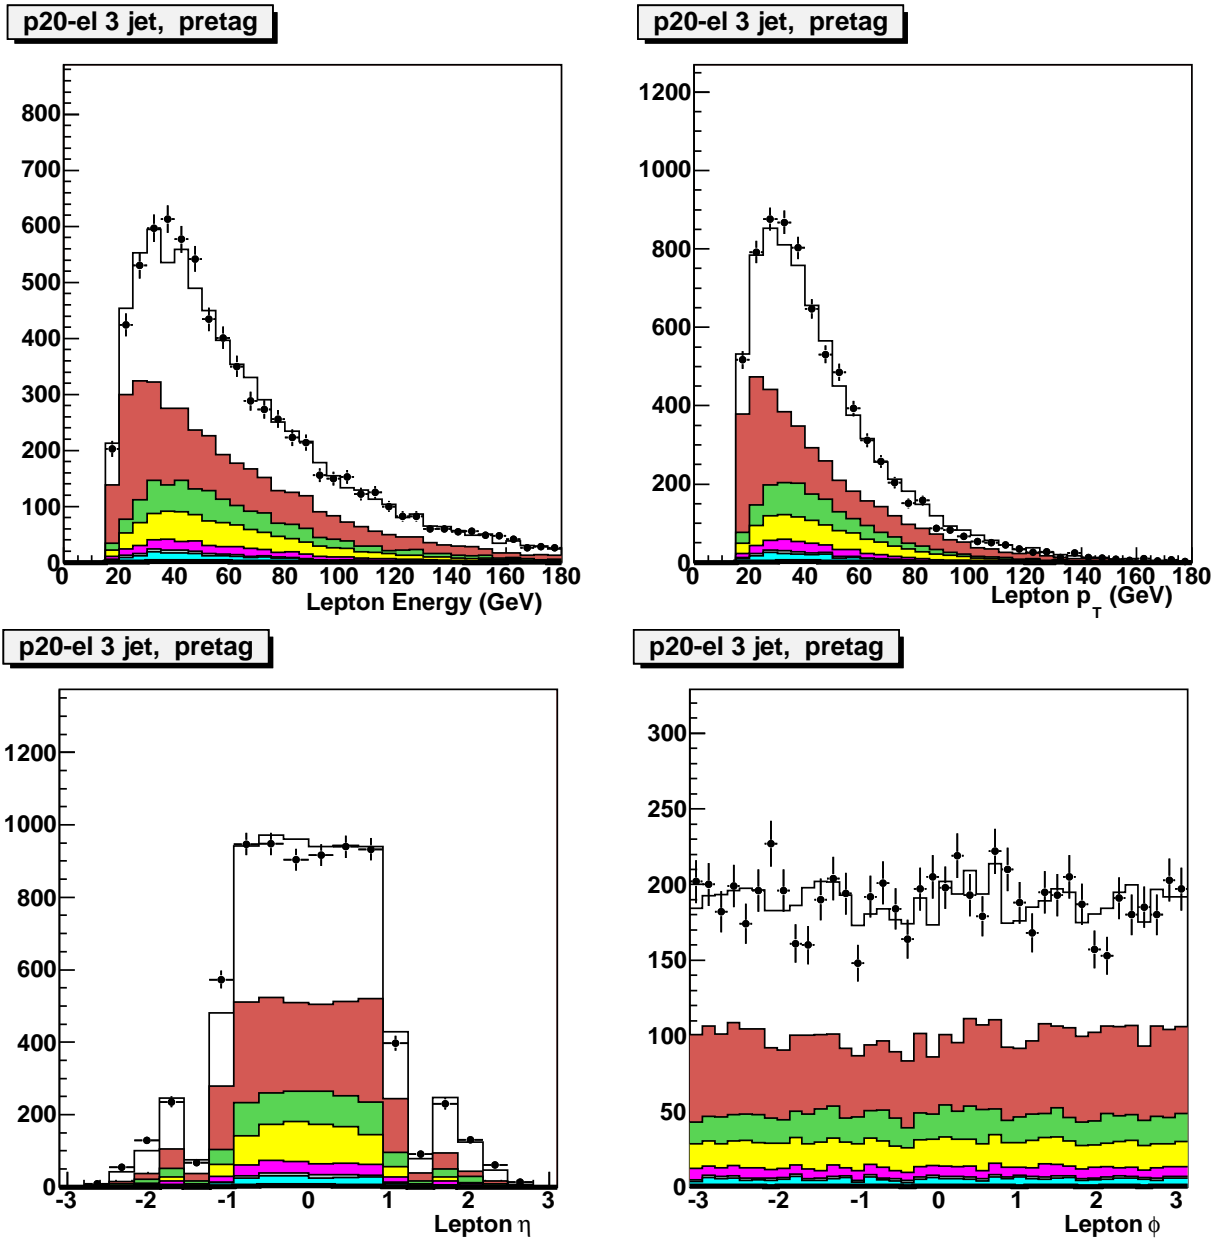 p20-el 3 jet,  pretag
800
700
600
500
400
300
200
100
0
0 20 40 60 80 100 120 140 160 180
Lepton Energy (GeV)
p20-el 3 jet,  pretag
1200
1000
800
600
400
200
0
0 20 40 60 80 100 120 140 160 180
Lepton p_T (GeV)
p20-el 3 jet,  pretag
1200
1000
800
600
400
200
0
-3 -2 -1 0 1 2 3
Lepton η
p20-el 3 jet,  pretag
300
250
200
150
100
50
0
-3 -2 -1 0 1 2 3
Lepton ϕ